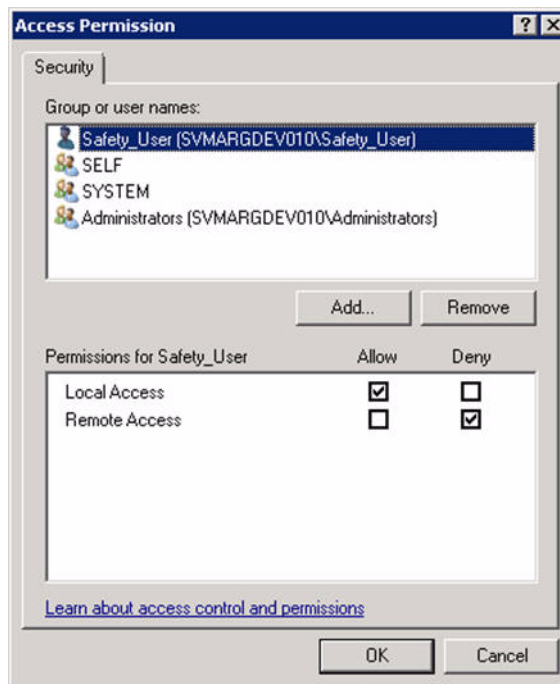 Access Permission
Security
Group or user names:
Safety_User (SVMARGDEV010\Safety_User)
SELF
SYSTEM
Administrators (SVMARGDEV010\Administrators)
Add... Remove
Permissions for Safety_User Allow Deny
Local Access
Remote Access
Learn about access control and permissions
OK Cancel